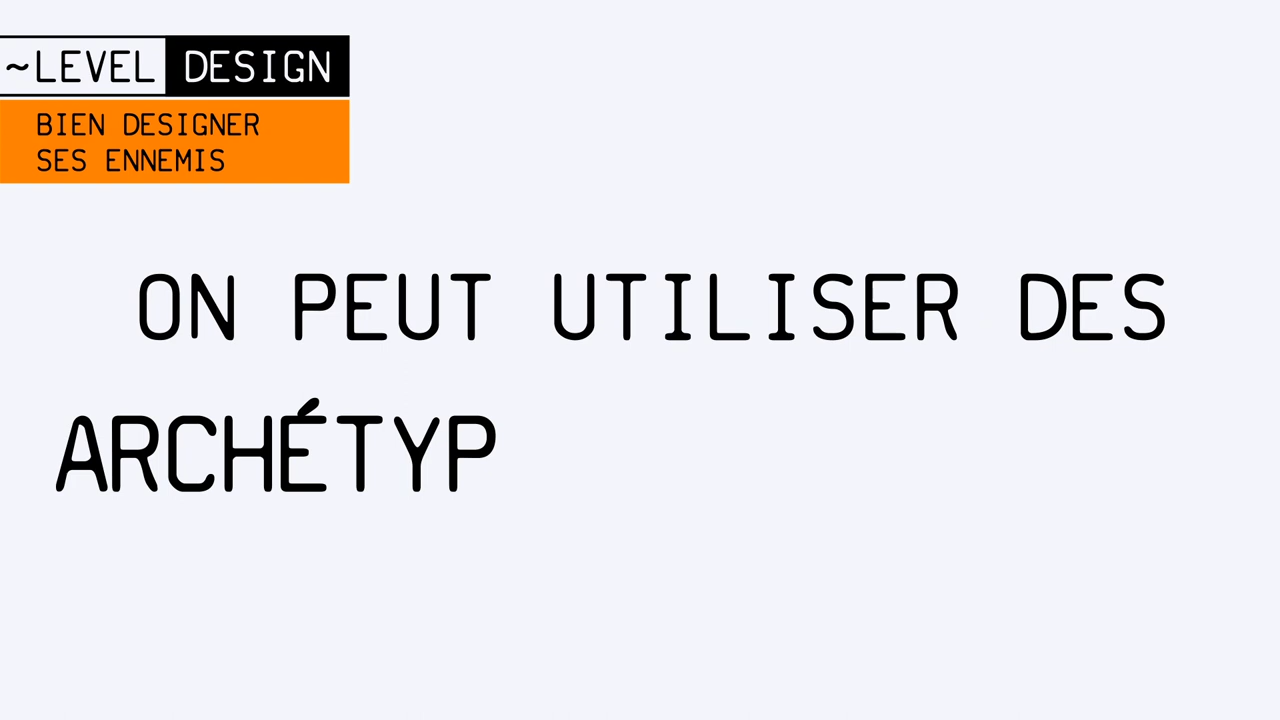 ~LEVEL DESIGN
BIEN DESIGNER
SES ENNEMIS
ON PEUT UTILISER DES
ARCHÉTYP